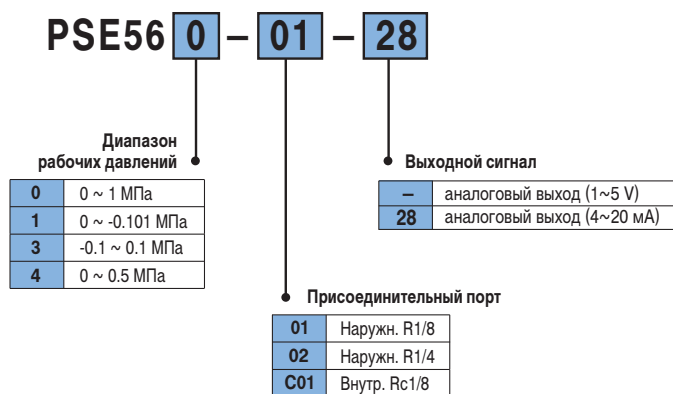 PSE56 0 – 01 – 28
Диапазон
рабочих давлений
0 0 ~ 1 МПа
1 0 ~ -0.101 МПа
3 -0.1 ~ 0.1 МПа
4 0 ~ 0.5 МПа
Выходной сигнал
– аналоговый выход (1~5 V)
28 аналоговый выход (4~20 мА)
Присоединительный порт
01 Наружн. R1/8
02 Наружн. R1/4
C01 Внутр. Rc1/8